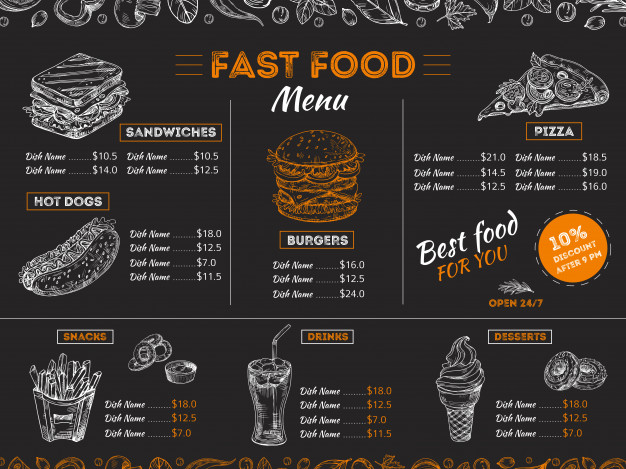 FAST FOOD
Menu
SANDWICHES
Dish Name ........ $10.5 Dish Name ........ $10.5
Dish Name ........ $14.0 Dish Name ........ $12.5
HOT DOGS
Dish Name ........ $18.0
Dish Name ........ $12.5
Dish Name ........ $7.0
Dish Name ........ $11.5
BURGERS
Dish Name ........ $16.0
Dish Name ........ $12.5
Dish Name ........ $24.0
PIZZA
Dish Name ........ $21.0 Dish Name ........ $18.5
Dish Name ........ $14.5 Dish Name ........ $19.0
Dish Name ........ $12.5 Dish Name ........ $16.0
Best food
FOR YOU
10%
DISCOUNT
AFTER 9 PM
OPEN 24/7
SNACKS
Dish Name ........ $18.0
Dish Name ........ $12.5
Dish Name ........ $7.0
DRINKS
Dish Name ........ $18.0
Dish Name ........ $12.5
Dish Name ........ $7.0
Dish Name ........ $11.5
DESSERTS
Dish Name ........ $18.0
Dish Name ........ $12.5
Dish Name ........ $7.0